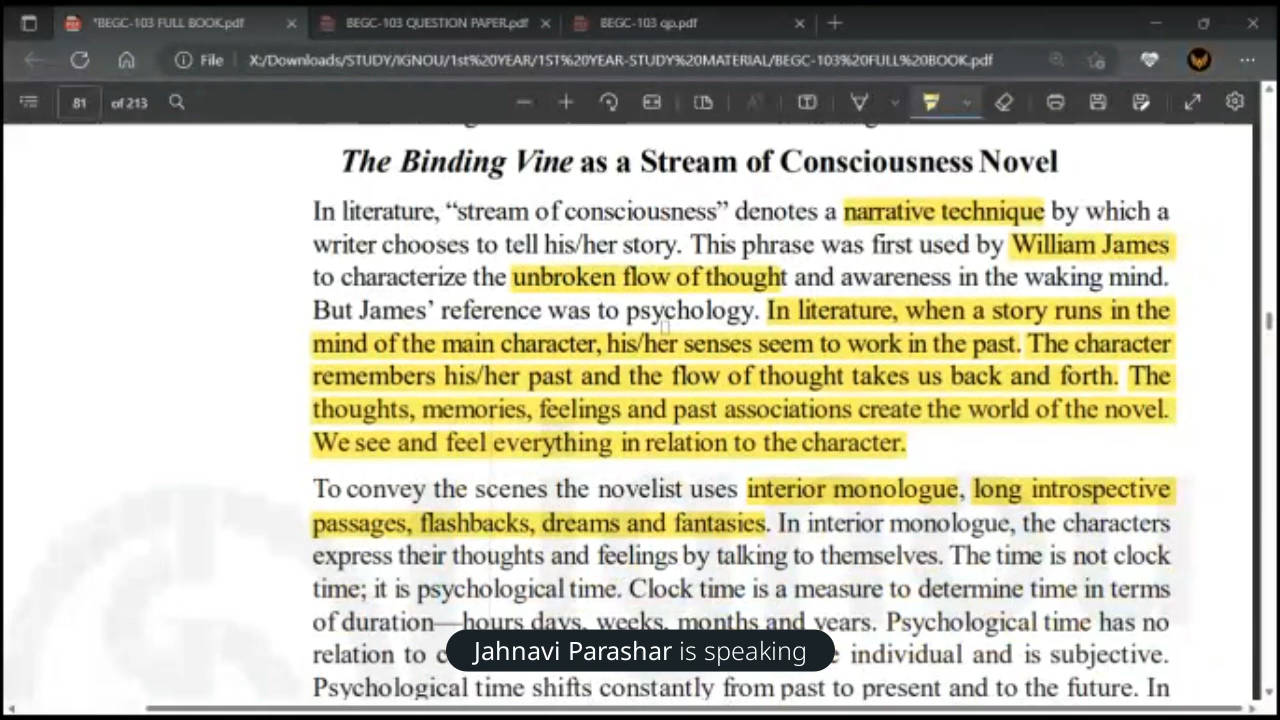 *BEGC-103 FULL BOOK.pdf
BEGC-103 QUESTION PAPER.pdf
BEGC-103 qp.pdf
File
X:/Downloads/STUDY/IGNOU/1st%20YEAR/1ST%20YEAR-STUDY%20MATERIAL/BEGC-103%20FULL%20BOOK.pdf
81 of 213
The Binding Vine as a Stream of Consciousness Novel
In literature, “stream of consciousness” denotes a narrative technique by which a
writer chooses to tell his/her story. This phrase was first used by William James
to characterize the unbroken flow of thought and awareness in the waking mind.
But James’ reference was to psychology. In literature, when a story runs in the
mind of the main character, his/her senses seem to work in the past. The character
remembers his/her past and the flow of thought takes us back and forth. The
thoughts, memories, feelings and past associations create the world of the novel.
We see and feel everything in relation to the character.
To convey the scenes the novelist uses interior monologue, long introspective
passages, flashbacks, dreams and fantasies. In interior monologue, the characters
express their thoughts and feelings by talking to themselves. The time is not clock
time; it is psychological time. Clock time is a measure to determine time in terms
of duration—hours days, weeks, months and years. Psychological time has no
relation to individual and is subjective.
Jahnavi Parashar is speaking
Psychological time shifts constantly from past to present and to the future. In